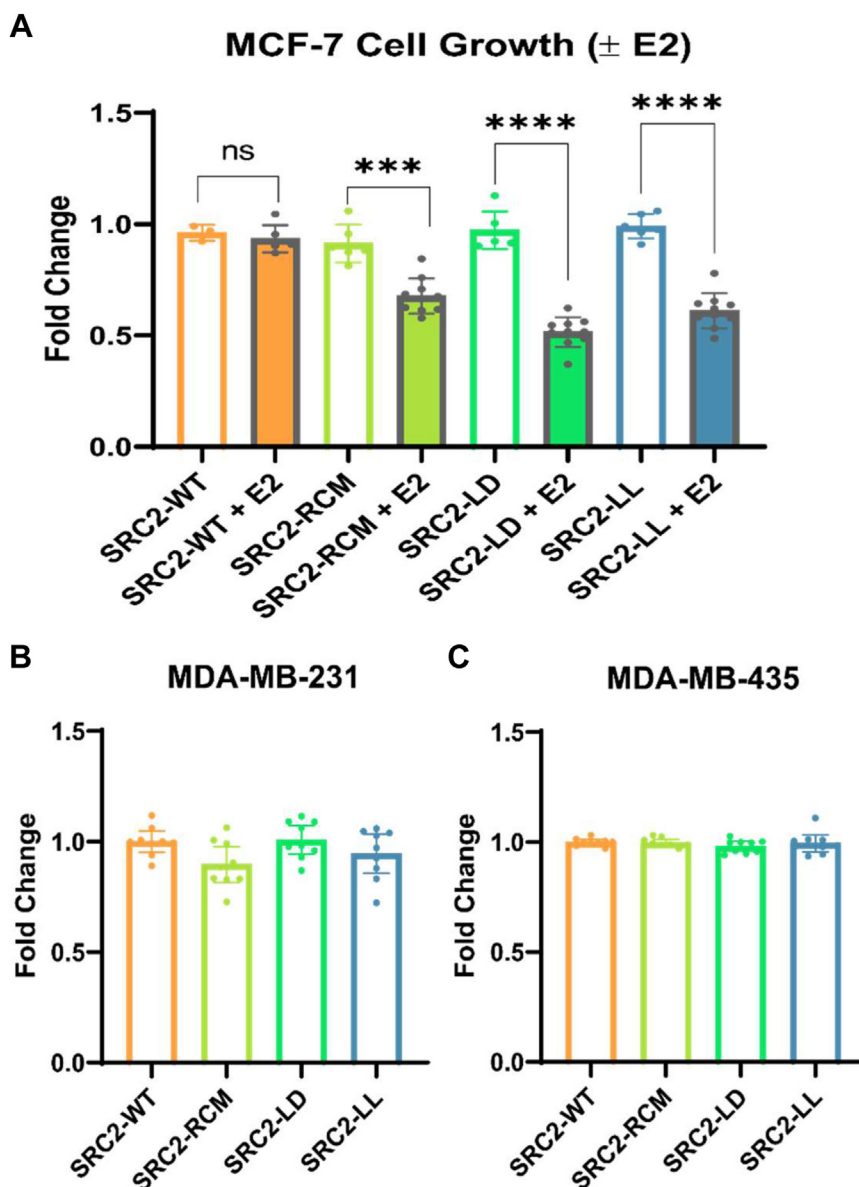 A
MCF-7 Cell Growth (± E2)
Fold Change
1.5
1.0
0.5
0.0
ns
***
****
****
SRC2-WT
SRC2-WT + E2
SRC2-RCM
SRC2-RCM + E2
SRC2-LD
SRC2-LD + E2
SRC2-LL
SRC2-LL + E2
B
MDA-MB-231
Fold Change
1.5
1.0
0.5
0.0
SRC2-WT
SRC2-RCM
SRC2-LD
SRC2-LL
C
MDA-MB-435
Fold Change
1.5
1.0
0.5
0.0
SRC2-WT
SRC2-RCM
SRC2-LD
SRC2-LL